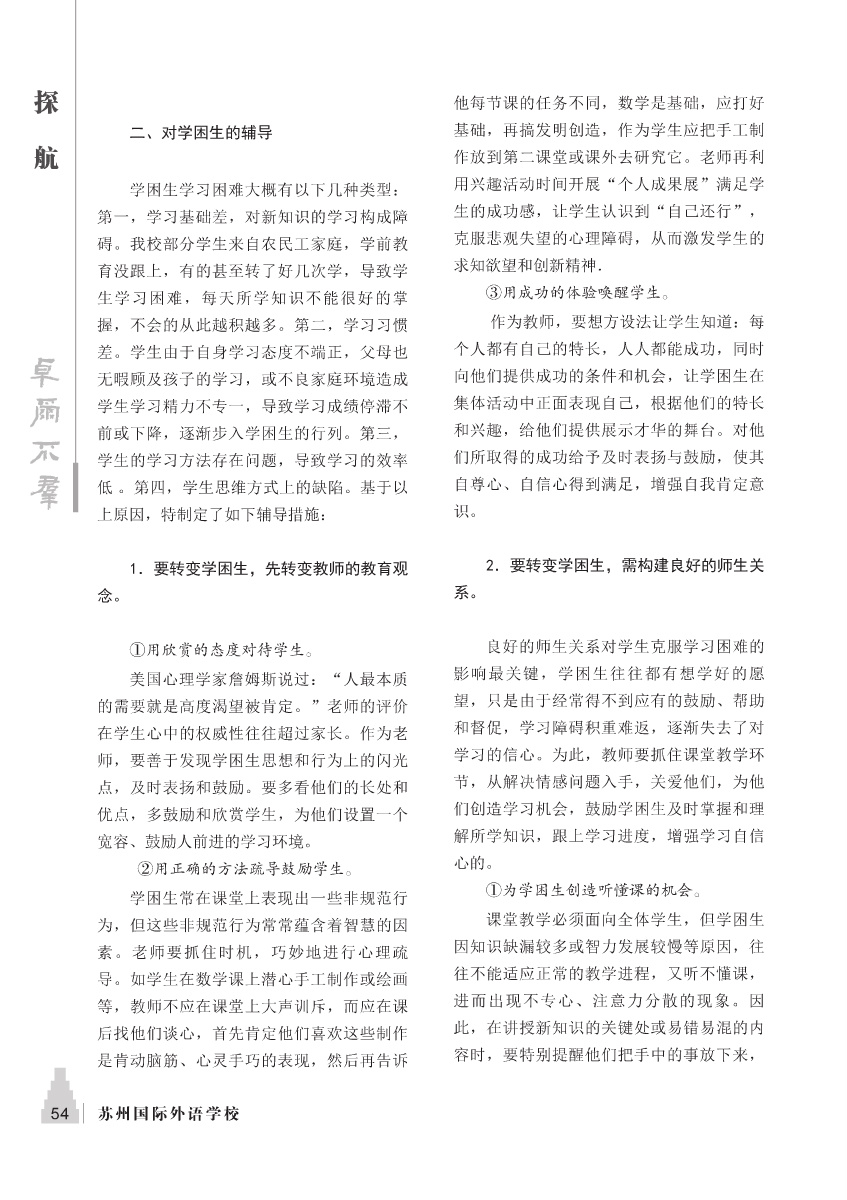 探
航
卓
尔
不
群
二、对学困生的辅导
学困生学习困难大概有以下几种类型：
第一，学习基础差，对新知识的学习构成障
碍。我校部分学生来自农民工家庭，学前教
育没跟上，有的甚至转了好几次学，导致学
生学习困难，每天所学知识不能很好的掌
握，不会的从此越积越多。第二，学习习惯
差。学生由于自身学习态度不端正，父母也
无暇顾及孩子的学习，或不良家庭环境造成
学生学习精力不专一，导致学习成绩停滞不
前或下降，逐渐步入学困生的行列。第三，
学生的学习方法存在问题，导致学习的效率
低 。第四，学生思维方式上的缺陷。基于以
上原因，特制定了如下辅导措施：
1．要转变学困生，先转变教师的教育观
念。
①用欣赏的态度对待学生。
美国心理学家詹姆斯说过：“人最本质
的需要就是高度渴望被肯定。”老师的评价
在学生心中的权威性往往超过家长。作为老
师，要善于发现学困生思想和行为上的闪光
点，及时表扬和鼓励。要多看他们的长处和
优点，多鼓励和欣赏学生，为他们设置一个
宽容、鼓励人前进的学习环境。
②用正确的方法疏导鼓励学生。
学困生常在课堂上表现出一些非规范行
为，但这些非规范行为常常蕴含着智慧的因
素。老师要抓住时机，巧妙地进行心理疏
导。如学生在数学课上潜心手工制作或绘画
等，教师不应在课堂上大声训斥，而应在课
后找他们谈心，首先肯定他们喜欢这些制作
是肯动脑筋、心灵手巧的表现，然后再告诉
他每节课的任务不同，数学是基础，应打好
基础，再搞发明创造，作为学生应把手工制
作放到第二课堂或课外去研究它。老师再利
用兴趣活动时间开展“个人成果展”满足学
生的成功感，让学生认识到“自己还行”，
克服悲观失望的心理障碍，从而激发学生的
求知欲望和创新精神.
③用成功的体验唤醒学生。
作为教师，要想方设法让学生知道：每
个人都有自己的特长，人人都能成功，同时
向他们提供成功的条件和机会，让学困生在
集体活动中正面表现自己，根据他们的特长
和兴趣，给他们提供展示才华的舞台。对他
们所取得的成功给予及时表扬与鼓励，使其
自尊心、自信心得到满足，增强自我肯定意
识。
2．要转变学困生，需构建良好的师生关
系。
良好的师生关系对学生克服学习困难的
影响最关键，学困生往往都有想学好的愿
望，只是由于经常得不到应有的鼓励、帮助
和督促，学习障碍积重难返，逐渐失去了对
学习的信心。为此，教师要抓住课堂教学环
节，从解决情感问题入手，关爱他们，为他
们创造学习机会，鼓励学困生及时掌握和理
解所学知识，跟上学习进度，增强学习自信
心的。
①为学困生创造听懂课的机会。
课堂教学必须面向全体学生，但学困生
因知识缺漏较多或智力发展较慢等原因，往
往不能适应正常的教学进程，又听不懂课，
进而出现不专心、注意力分散的现象。因
此，在讲授新知识的关键处或易错易混的内
容时，要特别提醒他们把手中的事放下来，
54
苏州国际外语学校